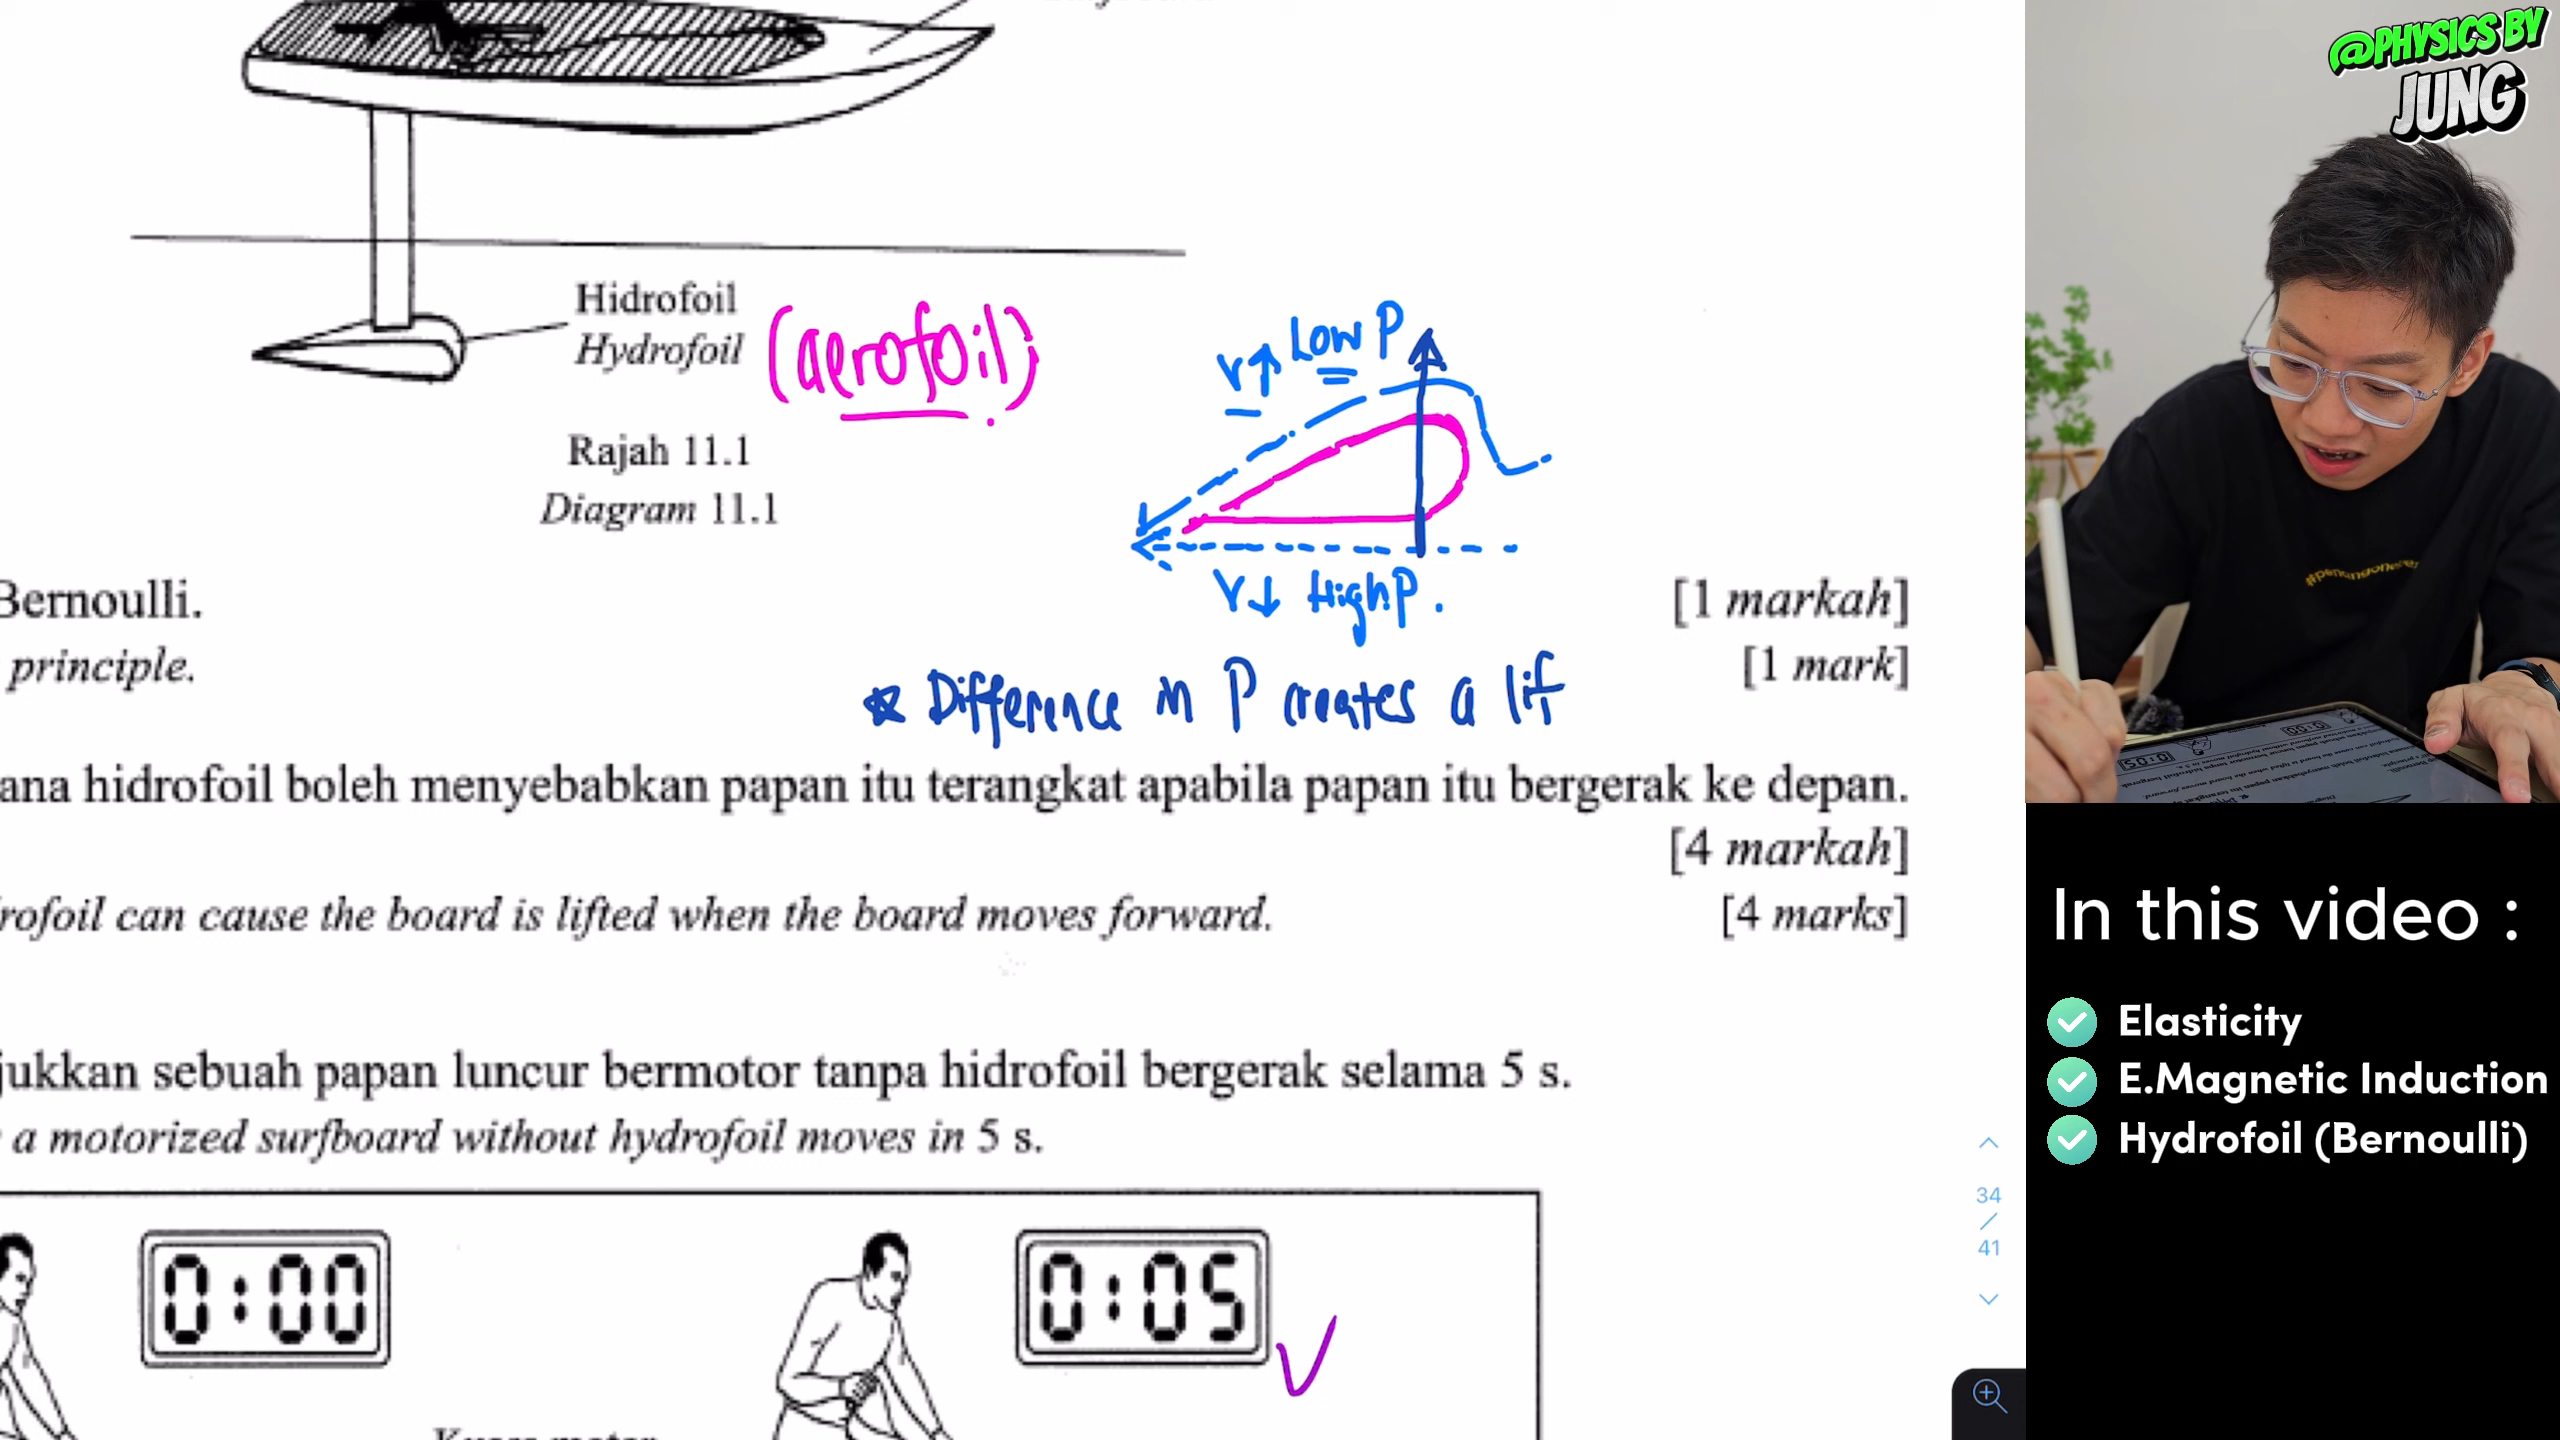 @PHYSICS BY
JUNG
Hidrofoil
Hydrofoil
(aerofoil)
V↑ Low P
Rajah 11.1
Diagram 11.1
V↓ High P.
Bernoulli.
[1 markah]
principle.
[1 mark]
☆ Difference in P creates a lif
ana hidrofoil boleh menyebabkan papan itu terangkat apabila papan itu bergerak ke depan.
[4 markah]
rofoil can cause the board is lifted when the board moves forward.
[4 marks]
jukkan sebuah papan luncur bermotor tanpa hidrofoil bergerak selama 5 s.
a motorized surfboard without hydrofoil moves in 5 s.
0:00
0:05
34
/
41
In this video :
Elasticity
E.Magnetic Induction
Hydrofoil (Bernoulli)